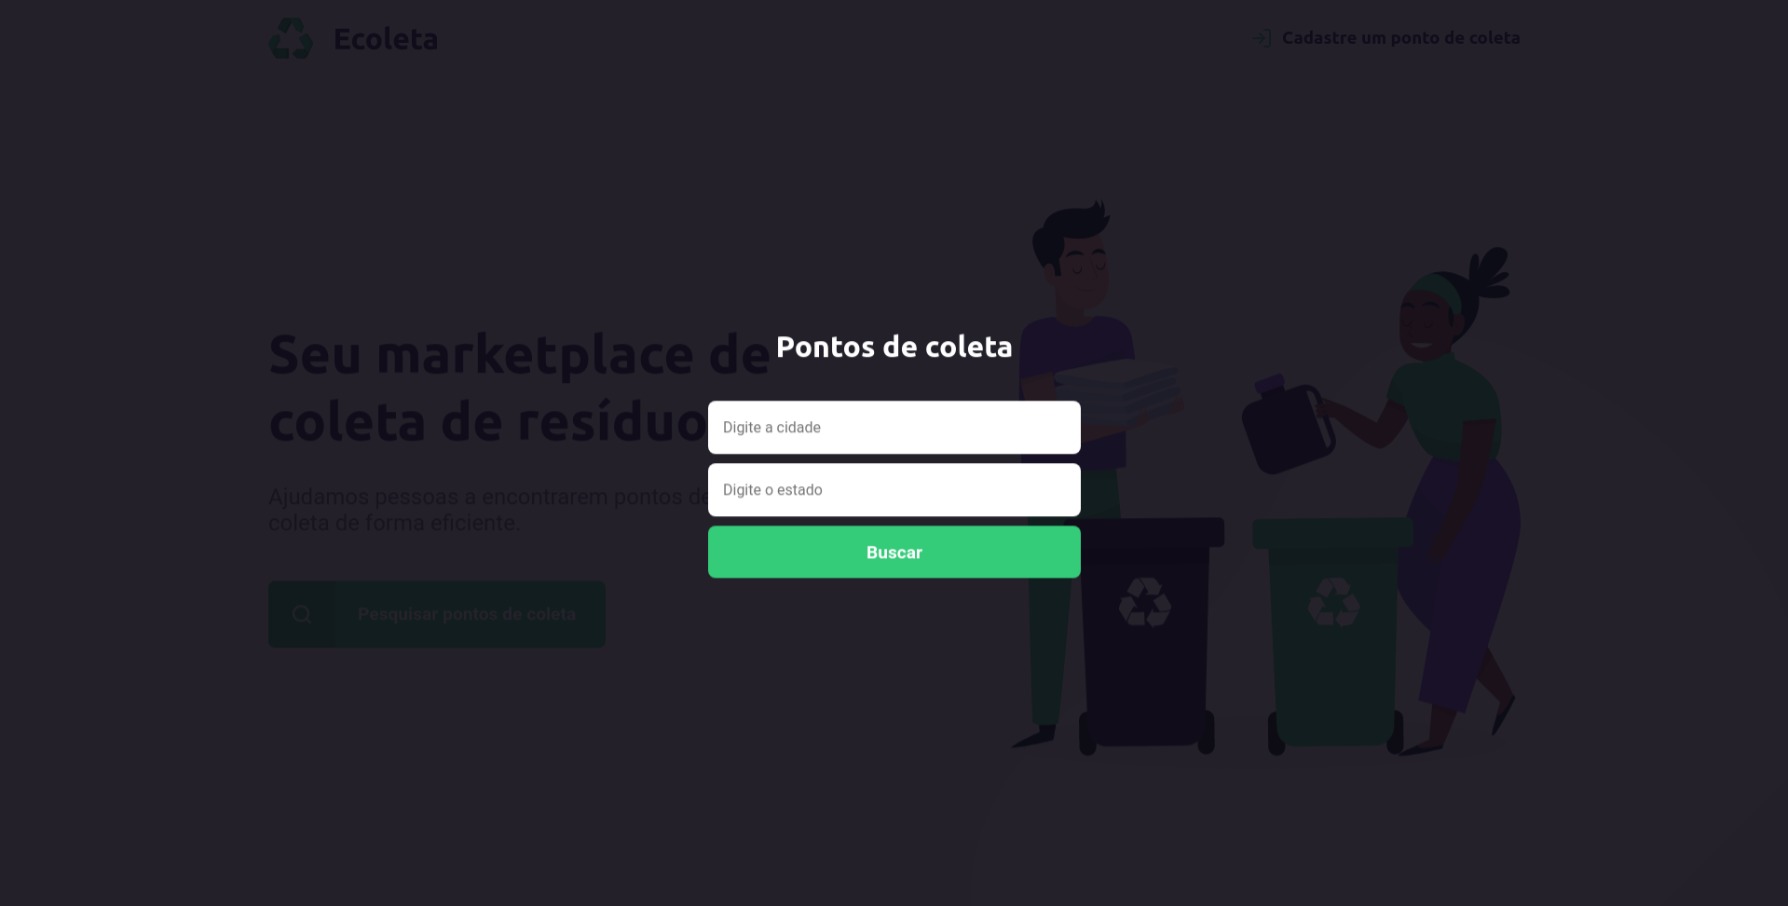 Ecoleta
Cadastre um ponto de coleta
Seu marketplace de
coleta de resíduo
Ajudamos pessoas a encontrarem pontos de
coleta de forma eficiente.
Pesquisar pontos de coleta
Pontos de coleta
Digite a cidade
Digite o estado
Buscar